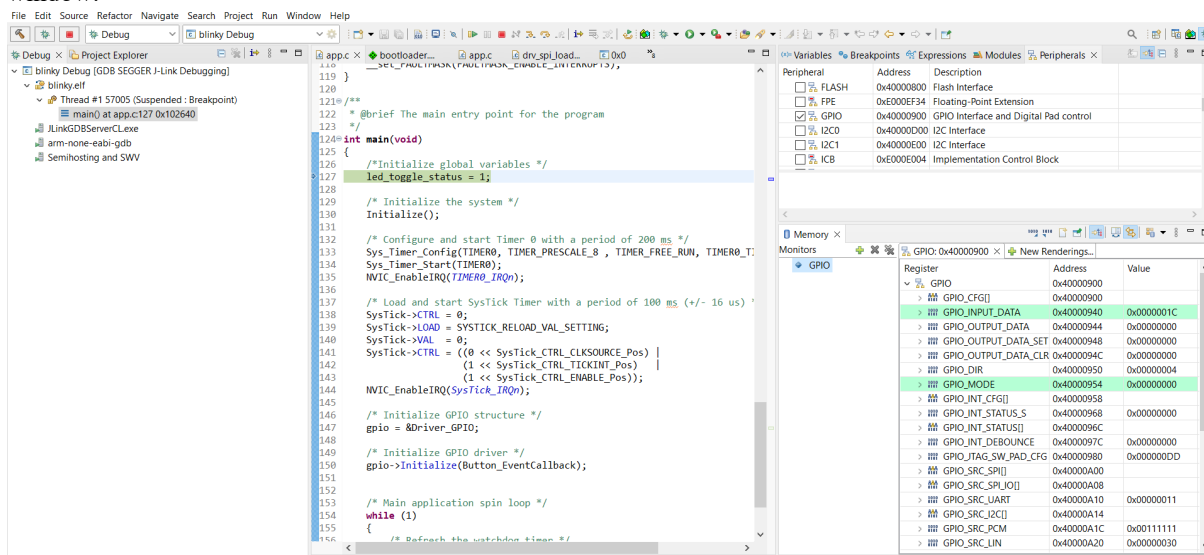 File Edit Source Refactor Navigate Search Project Run Window Help
Debug
blinky Debug
Debug
Project Explorer
blinky Debug [GDB SEGGER J-Link Debugging]
blinky.elf
Thread #1 57005 (Suspended : Breakpoint)
main() at app.c:127 0x102640
JLinkGDBServerCL.exe
arm-none-eabi-gdb
Semihosting and SWV
app.c
bootloader....
app.c
drv_spi_load...
0x0
118 __set_FAULTMASK(FAULTMASK_ENABLE_INTERRUPTS);
119 }
120
121 /**
122 * @brief The main entry point for the program
123 */
124 int main(void)
125 {
126 /*Initialize global variables */
127 led_toggle_status = 1;
128
129 /* Initialize the system */
130 Initialize();
131
132 /* Configure and start Timer 0 with a period of 200 ms */
133 Sys_Timer_Config(TIMER0, TIMER_PRESCALE_8 , TIMER_FREE_RUN, TIMER0_TI
134 Sys_Timer_Start(TIMER0);
135 NVIC_EnableIRQ(TIMER0_IRQn);
136
137 /* Load and start SysTick Timer with a period of 100 ms (+/- 16 us) *
138 SysTick->CTRL = 0;
139 SysTick->LOAD = SYSTICK_RELOAD_VAL_SETTING;
140 SysTick->VAL = 0;
141 SysTick->CTRL = ((0 << SysTick_CTRL_CLKSOURCE_Pos) |
142 (1 << SysTick_CTRL_TICKINT_Pos) |
143 (1 << SysTick_CTRL_ENABLE_Pos));
144 NVIC_EnableIRQ(SysTick_IRQn);
145
146 /* Initialize GPIO structure */
147 gpio = &Driver_GPIO;
148
149 /* Initialize GPIO driver */
150 gpio->Initialize(Button_EventCallback);
151
152
153 /* Main application spin loop */
154 while (1)
155 {
156 /* Refresh the watchdog timer */
Variables Breakpoints Expressions Modules Peripherals
Peripheral Address Description
FLASH 0x40000800 Flash Interface
FPE 0xE000EF34 Floating-Point Extension
GPIO 0x40000900 GPIO Interface and Digital Pad control
I2C0 0x40000D00 I2C Interface
I2C1 0x40000E00 I2C Interface
ICB 0xE000E004 Implementation Control Block
Memory
Monitors
GPIO
GPIO: 0x40000900 New Renderings...
Register Address Value
GPIO 0x40000900
GPIO_CFG[] 0x40000900
GPIO_INPUT_DATA 0x40000940 0x0000001C
GPIO_OUTPUT_DATA 0x40000944 0x00000000
GPIO_OUTPUT_DATA_SET 0x40000948 0x00000000
GPIO_OUTPUT_DATA_CLR 0x4000094C 0x00000000
GPIO_DIR 0x40000950 0x00000004
GPIO_MODE 0x40000954 0x00000000
GPIO_INT_CFG[] 0x40000958
GPIO_INT_STATUS_S 0x40000968 0x00000000
GPIO_INT_STATUS[] 0x4000096C
GPIO_INT_DEBOUNCE 0x4000097C 0x00000000
GPIO_JTAG_SW_PAD_CFG 0x40000980 0x000000DD
GPIO_SRC_SPI[] 0x40000A00
GPIO_SRC_SPI_IO[] 0x40000A08
GPIO_SRC_UART 0x40000A10 0x00000011
GPIO_SRC_I2C[] 0x40000A14
GPIO_SRC_PCM 0x40000A1C 0x00111111
GPIO_SRC_LIN 0x40000A20 0x00000030